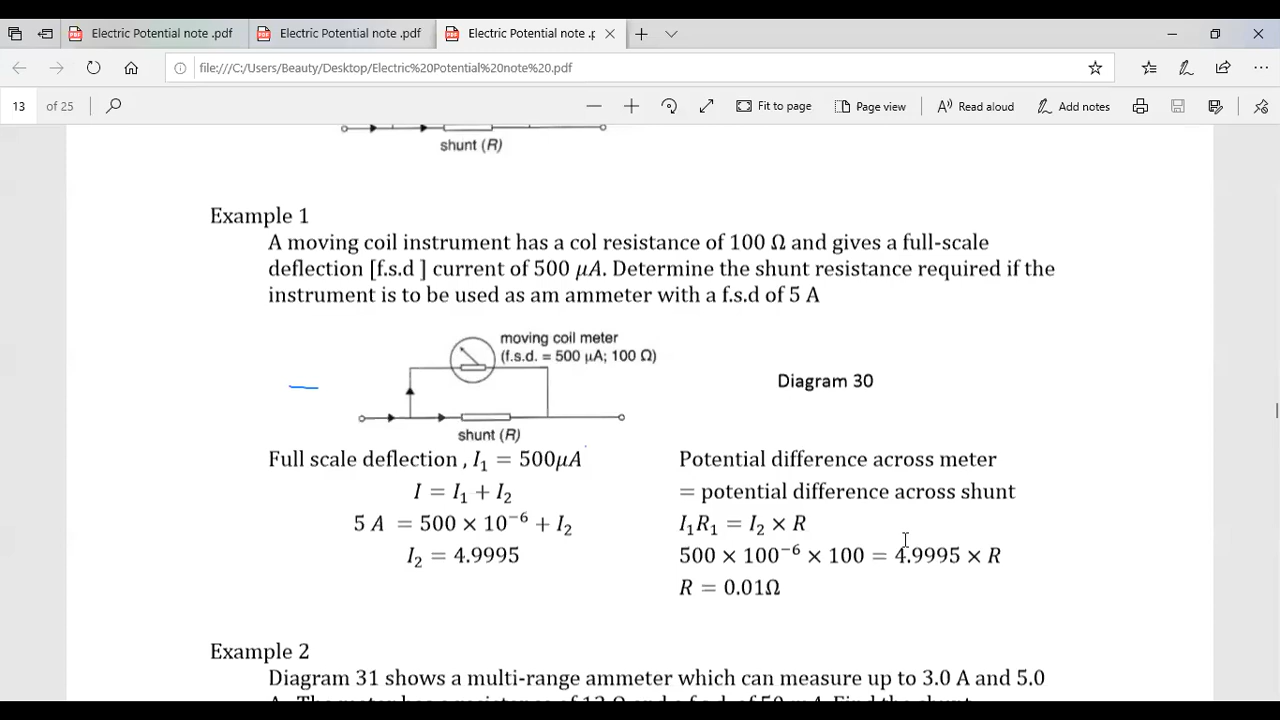 Electric Potential note .pdf
Electric Potential note .pdf
Electric Potential note .p
file:///C:/Users/Beauty/Desktop/Electric%20Potential%20note%20.pdf
13 of 25
Fit to page
Page view
Read aloud
Add notes
shunt (R)
Example 1
A moving coil instrument has a col resistance of 100 Ω and gives a full-scale
deflection [f.s.d ] current of 500 μA. Determine the shunt resistance required if the
instrument is to be used as am ammeter with a f.s.d of 5 A
moving coil meter
(f.s.d. = 500 μA; 100 Ω)
Diagram 30
shunt (R)
Full scale deflection , I₁ = 500μA
I = I₁ + I₂
5 A = 500 × 10⁻⁶ + I₂
I₂ = 4.9995
Potential difference across meter
= potential difference across shunt
I₁R₁ = I₂ × R
500 × 100⁻⁶ × 100 = 4.9995 × R
R = 0.01Ω
Example 2
Diagram 31 shows a multi-range ammeter which can measure up to 3.0 A and 5.0